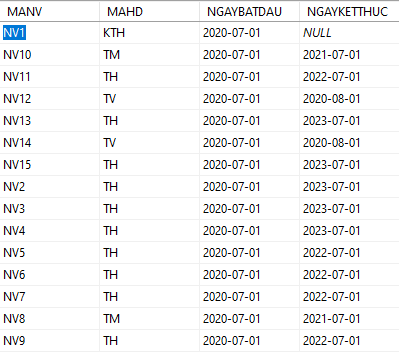 MANV MAHD NGAYBATDAU NGAYKETTHUC
NV1 KTH 2020-07-01 NULL
NV10 TM 2020-07-01 2021-07-01
NV11 TH 2020-07-01 2022-07-01
NV12 TV 2020-07-01 2020-08-01
NV13 TH 2020-07-01 2023-07-01
NV14 TV 2020-07-01 2020-08-01
NV15 TH 2020-07-01 2023-07-01
NV2 TH 2020-07-01 2023-07-01
NV3 TH 2020-07-01 2023-07-01
NV4 TH 2020-07-01 2023-07-01
NV5 TH 2020-07-01 2022-07-01
NV6 TH 2020-07-01 2022-07-01
NV7 TH 2020-07-01 2022-07-01
NV8 TM 2020-07-01 2021-07-01
NV9 TH 2020-07-01 2022-07-01